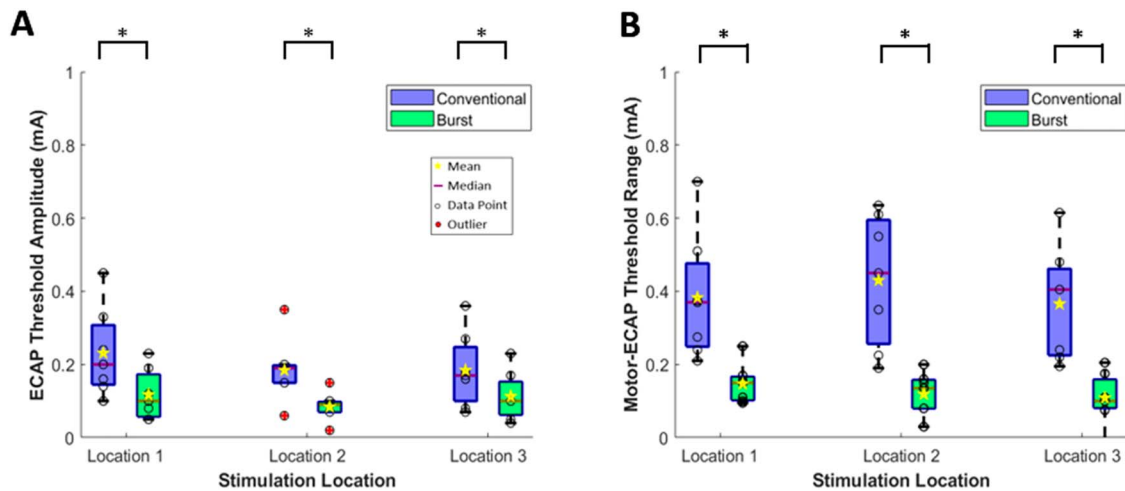 A
*
*
*
ECAP Threshold Amplitude (mA)
1
0.8
0.6
0.4
0.2
0
Conventional
Burst
Mean
Median
Data Point
Outlier
Location 1
Location 2
Location 3
Stimulation Location
B
*
*
*
Motor-ECAP Threshold Range (mA)
1
0.8
0.6
0.4
0.2
0
Conventional
Burst
Location 1
Location 2
Location 3
Stimulation Location